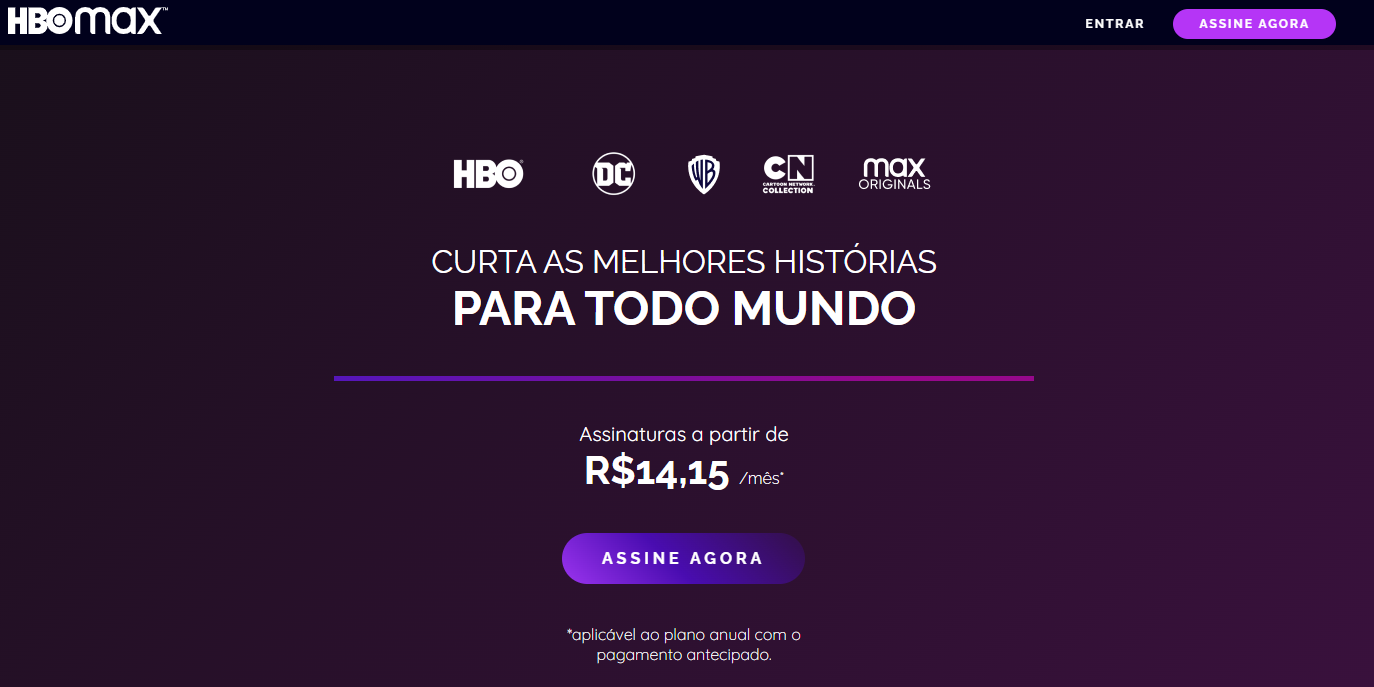 HBOmax™
ENTRAR
ASSINE AGORA
HBO®
DC
WB
CN
CARTOON NETWORK.
COLLECTION
max
ORIGINALS
CURTA AS MELHORES HISTÓRIAS
PARA TODO MUNDO
Assinaturas a partir de
R$14,15 /mês*
ASSINE AGORA
*aplicável ao plano anual com o
pagamento antecipado.